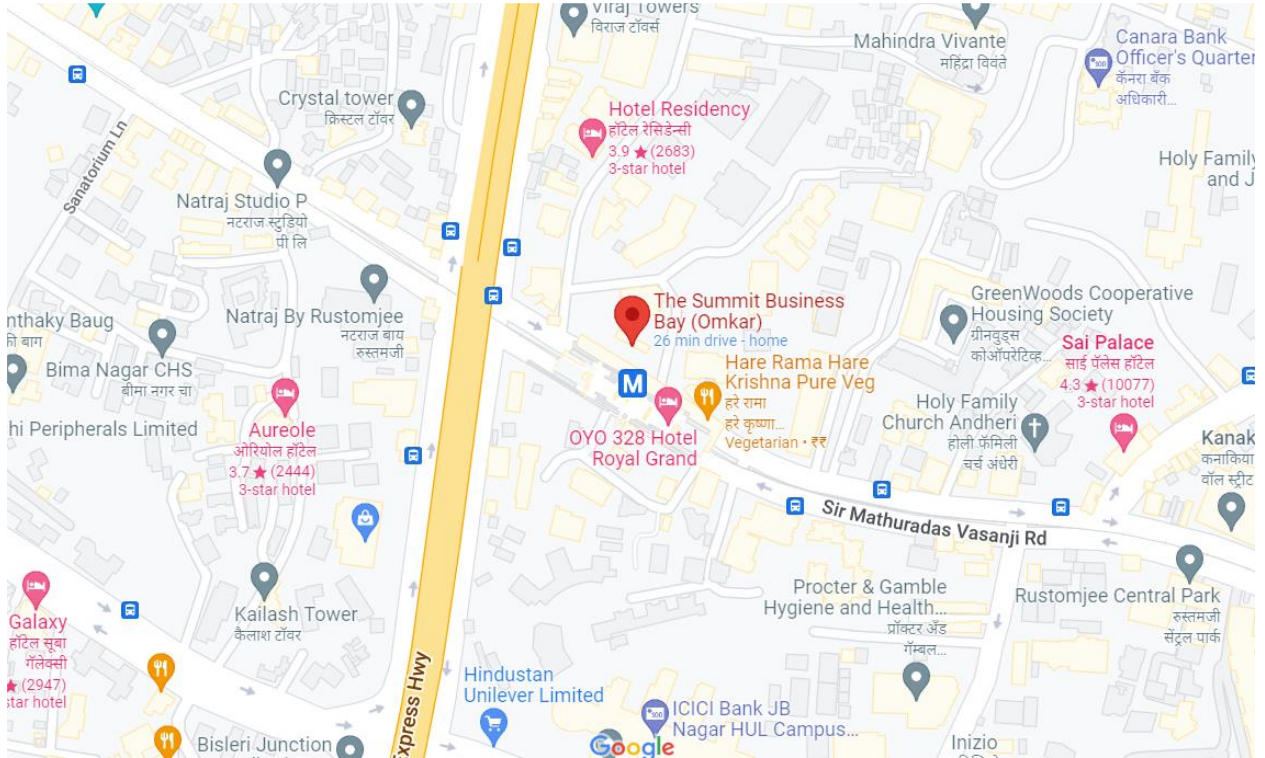 Viraj Towers
विराज टॉवर्स
Mahindra Vivante
महिंद्रा विवंते
Canara Bank
Officer's Quarter
कॅनरा बँक
अधिकारी...
Crystal tower
क्रिस्टल टॉवर
Hotel Residency
हॉटेल रेसिडेन्सी
3.9 ★ (2683)
3-star hotel
Holy Family
and J
Sanatorium Ln
Natraj Studio P
नटराज स्टुडियो
पी लि
Natraj By Rustomjee
नटराज बाय
रुस्तमजी
The Summit Business
Bay (Omkar)
26 min drive - home
GreenWoods Cooperative
Housing Society
ग्रीनवुड्स
कोऑपरेटिव्ह...
nthaky Baug
की बाग
Bima Nagar CHS
बीमा नगर चा
Sai Palace
साई पॅलेस हॉटेल
4.3 ★ (10077)
3-star hotel
Hare Rama Hare
Krishna Pure Veg
हरे रामा
हरे कृष्णा...
Vegetarian • ₹₹
M
hi Peripherals Limited
Aureole
ओरियोल हॉटेल
3.7 ★ (2444)
3-star hotel
OYO 328 Hotel
Royal Grand
Holy Family
Church Andheri
होली फॅमिली
चर्च अंधेरी
Kanak
कनाकिया
वॉल स्ट्रीट
Sir Mathuradas Vasanji Rd
Galaxy
हॉटेल सूबा
गॅलेक्सी
★ (2947)
star hotel
Kailash Tower
कैलाश टॉवर
Procter & Gamble
Hygiene and Health...
प्रॉक्टर अँड
गॅम्बल...
Rustomjee Central Park
रुस्तमजी
सेंट्रल पार्क
Express Hwy
Hindustan
Unilever Limited
ICICI Bank JB
Nagar HUL Campus...
Bisleri Junction
Google
Inizio